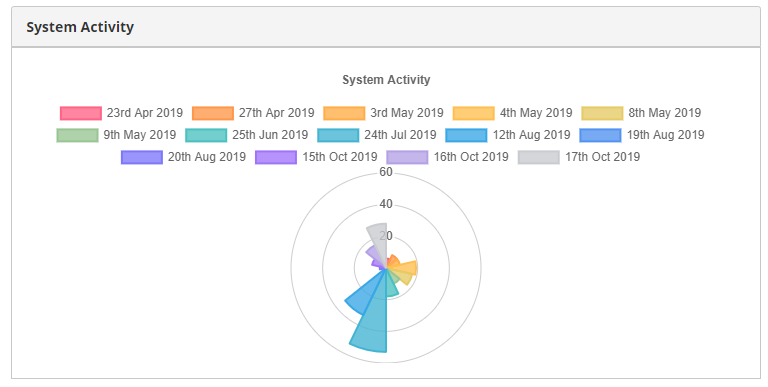 System Activity
System Activity
23rd Apr 2019 27th Apr 2019 3rd May 2019 4th May 2019 8th May 2019
9th May 2019 25th Jun 2019 24th Jul 2019 12th Aug 2019 19th Aug 2019
20th Aug 2019 15th Oct 2019 16th Oct 2019 17th Oct 2019
60
40
20